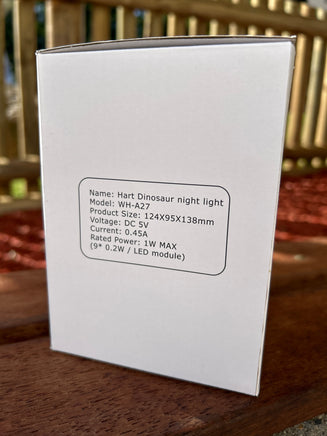 Name: Hart Dinosaur night light
Model: WH-A27
Product Size: 124X95X138mm
Voltage: DC 5V
Current: 0.45A
Rated Power: 1W MAX
(9* 0.2W / LED module)